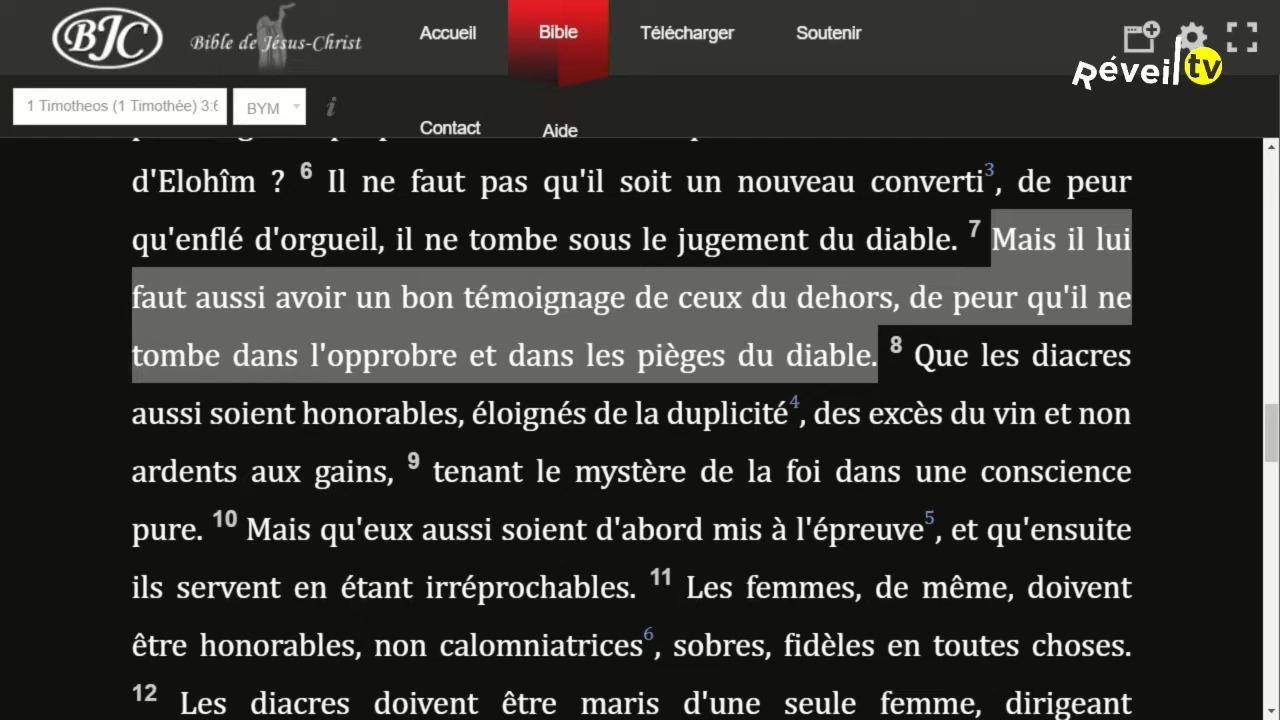 BJC
Bible de Jésus-Christ
Accueil
Bible
Télécharger
Soutenir
Réveil tv
1 Timotheos (1 Timothée) 3:6
BYM
i
Contact
Aide
d'Elohîm ? 6 Il ne faut pas qu'il soit un nouveau converti3, de peur
qu'enflé d'orgueil, il ne tombe sous le jugement du diable. 7 Mais il lui
faut aussi avoir un bon témoignage de ceux du dehors, de peur qu'il ne
tombe dans l'opprobre et dans les pièges du diable. 8 Que les diacres
aussi soient honorables, éloignés de la duplicité4, des excès du vin et non
ardents aux gains, 9 tenant le mystère de la foi dans une conscience
pure. 10 Mais qu'eux aussi soient d'abord mis à l'épreuve5, et qu'ensuite
ils servent en étant irréprochables. 11 Les femmes, de même, doivent
être honorables, non calomniatrices6, sobres, fidèles en toutes choses.
12 Les diacres doivent être maris d'une seule femme, dirigeant